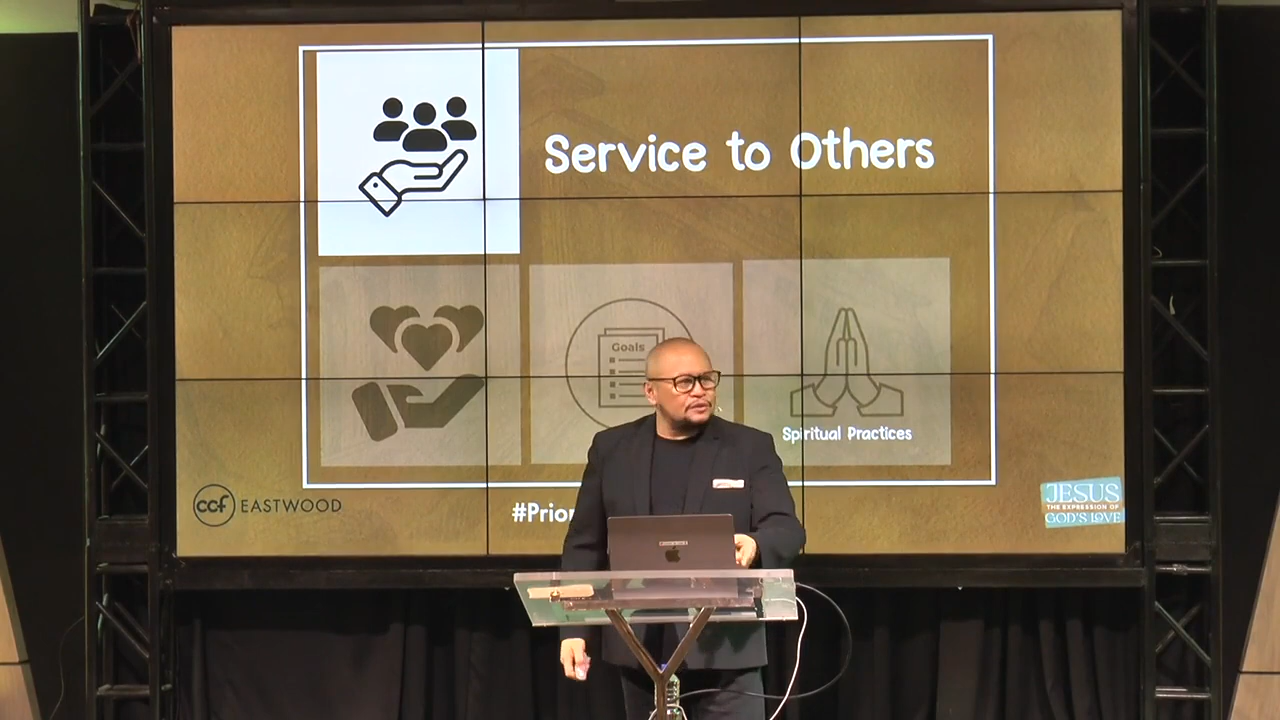 Service to Others
Goals
Spiritual Practices
ccf EASTWOOD
#Prior
JESUS
THE EXPRESSION OF
GOD'S LOVE